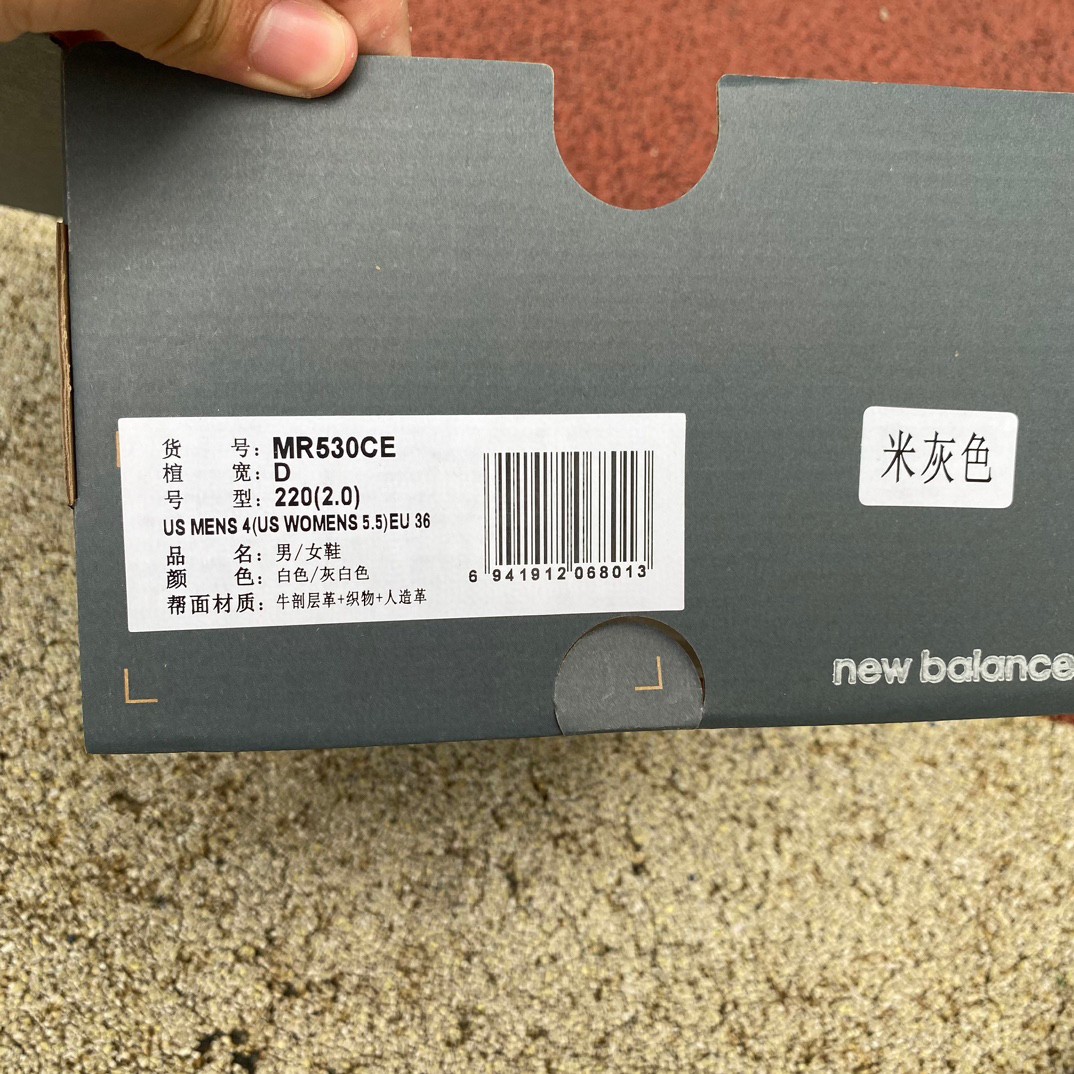 货 号：MR530CE
楦 宽：D
号 型：220(2.0)
US MENS 4(US WOMENS 5.5)EU 36
品 名：男/女鞋
颜 色：白色/灰白色
帮面材质：牛剖层革+织物+人造革
6 941912 068013
米灰色
new balance